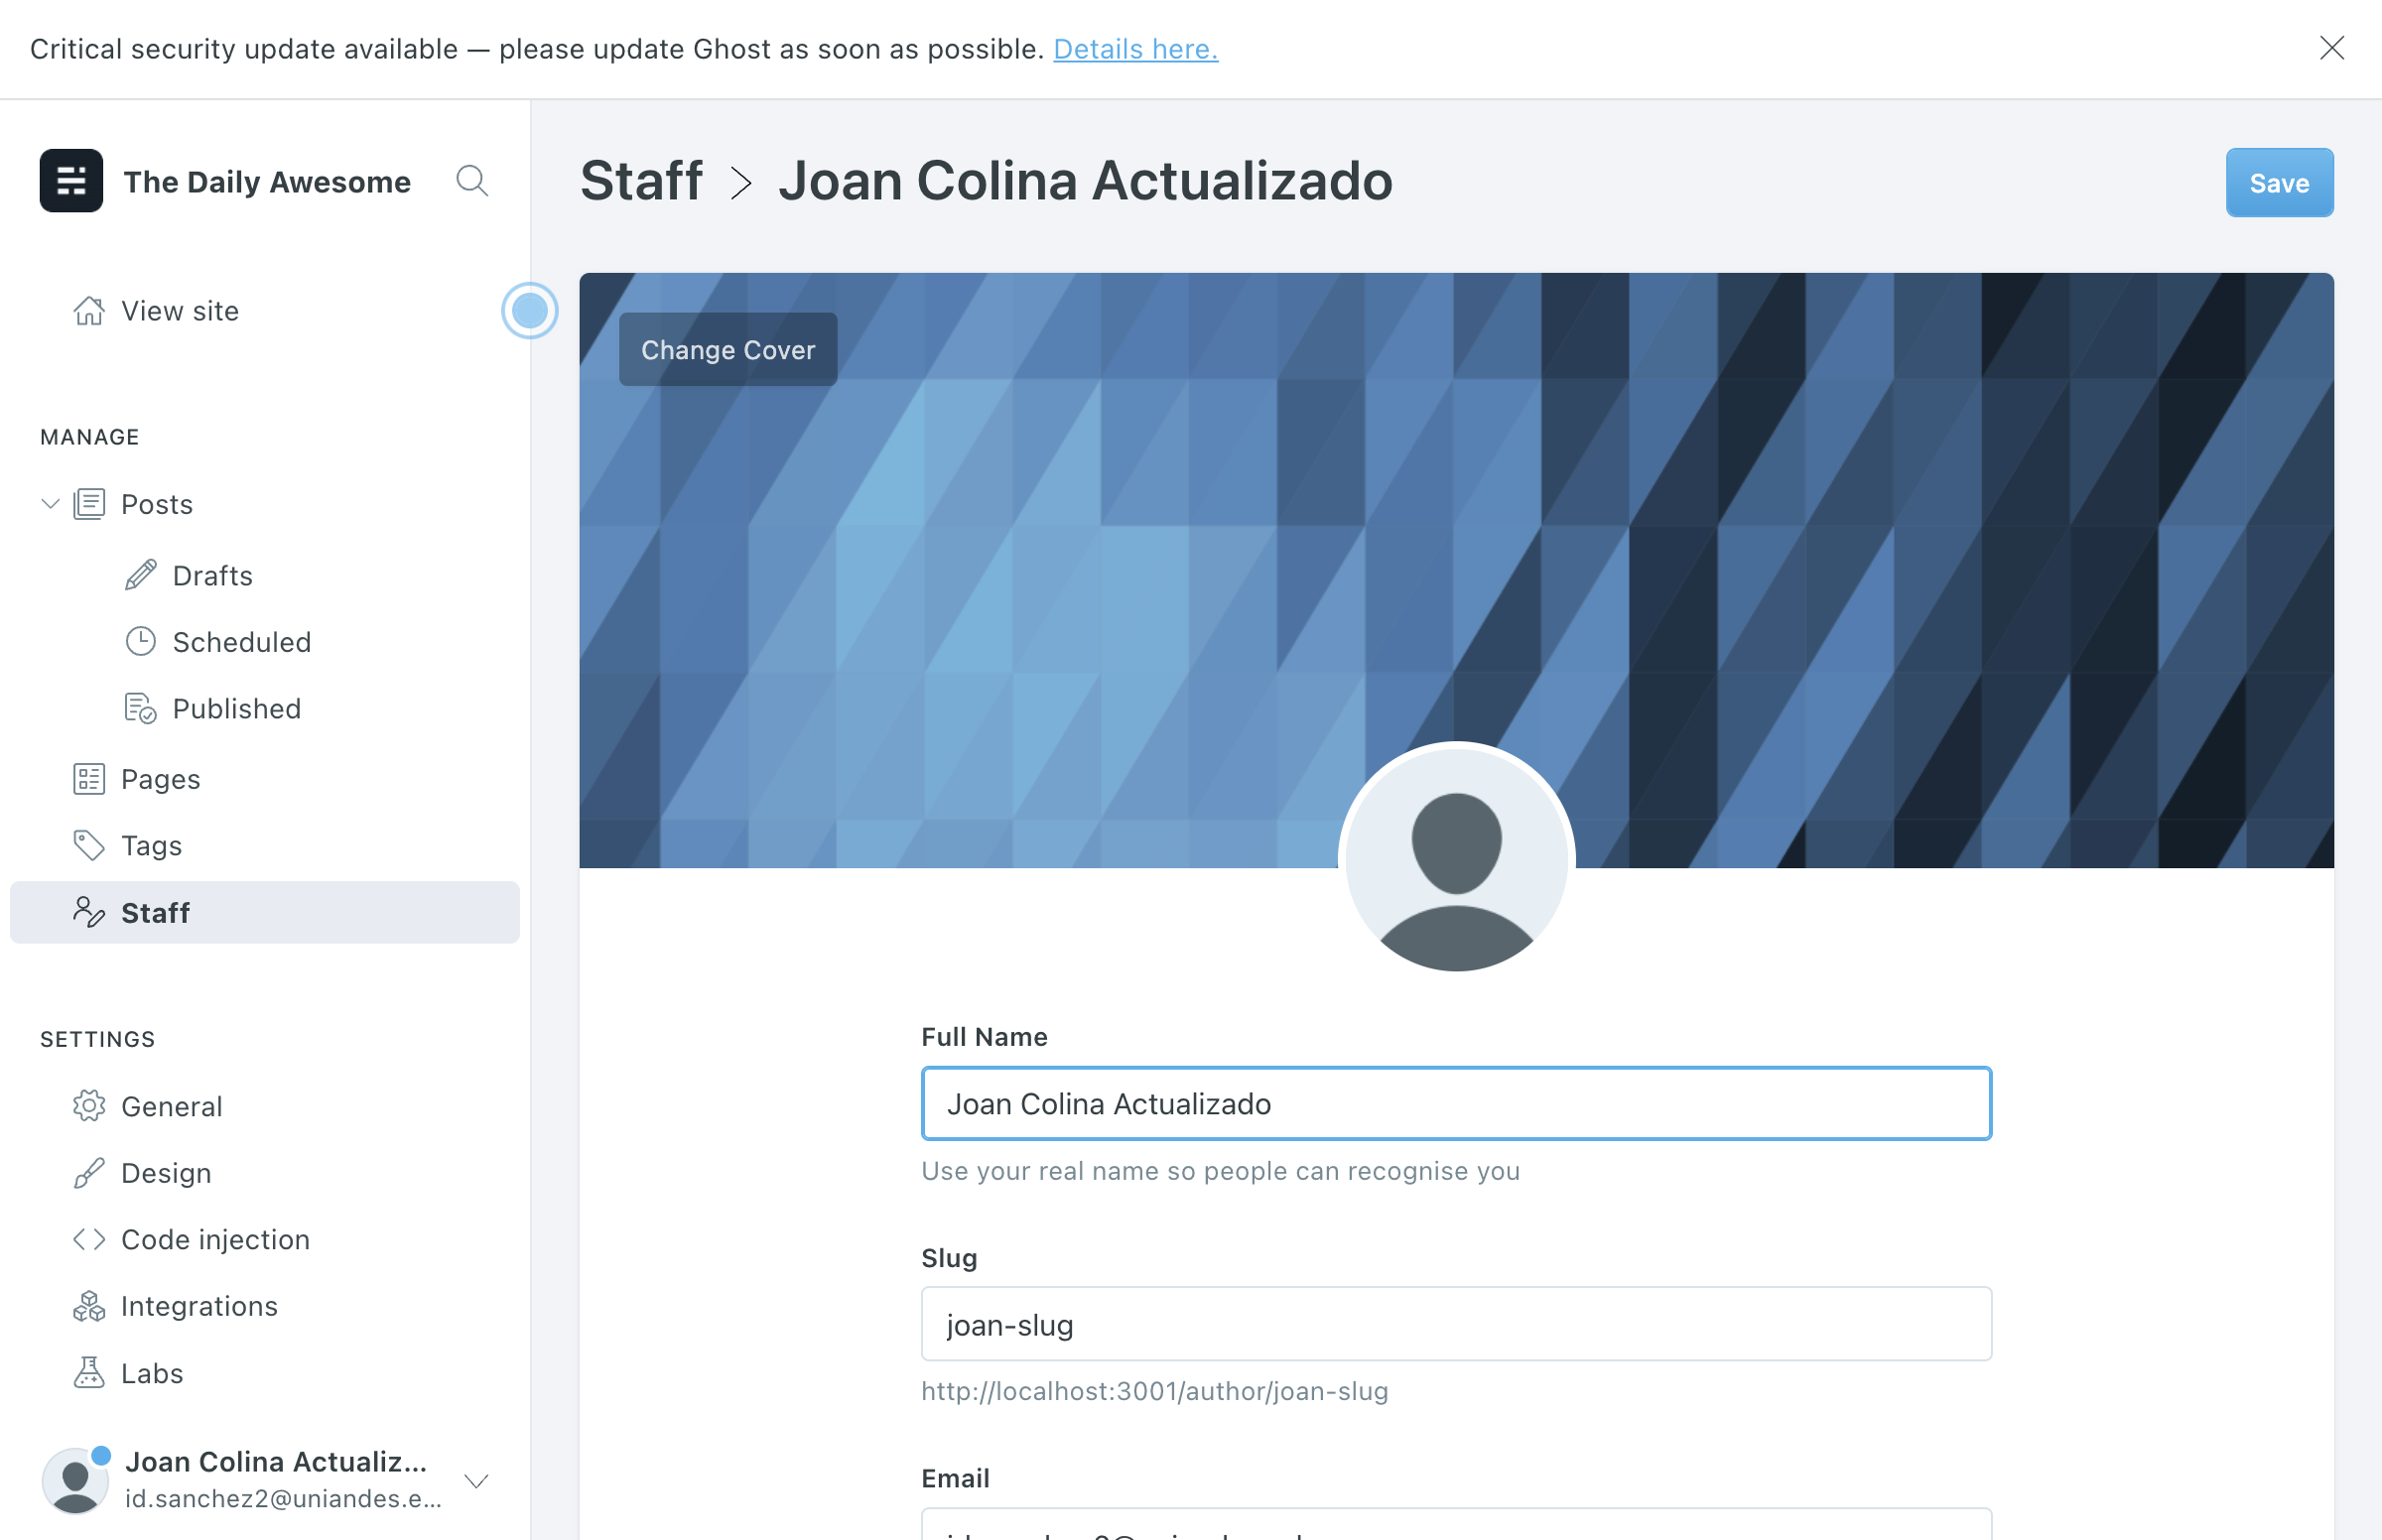 Critical security update available — please update Ghost as soon as possible. Details here.
The Daily Awesome
View site
MANAGE
Posts
Drafts
Scheduled
Published
Pages
Tags
Staff
SETTINGS
General
Design
Code injection
Integrations
Labs
Joan Colina Actualiz...
id.sanchez2@uniandes.e...
Staff > Joan Colina Actualizado
Save
Change Cover
Full Name
Joan Colina Actualizado
Use your real name so people can recognise you
Slug
joan-slug
http://localhost:3001/author/joan-slug
Email